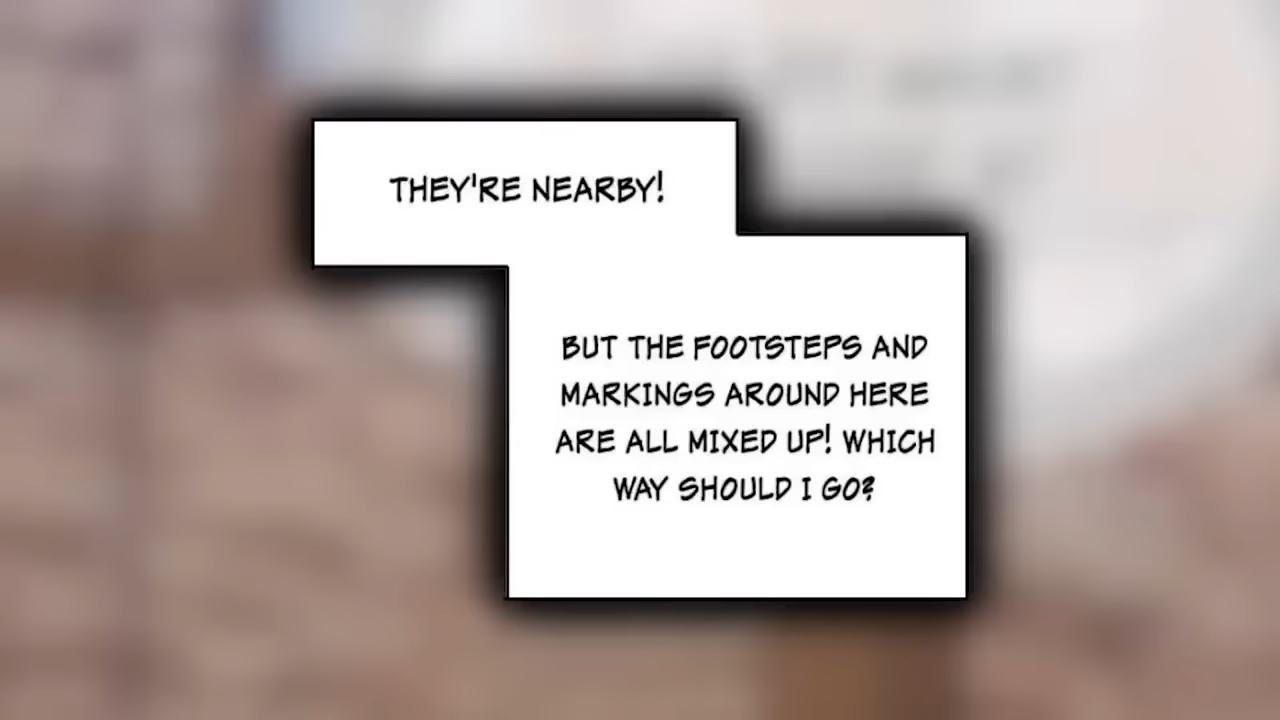 THEY'RE NEARBY!
BUT THE FOOTSTEPS AND
MARKINGS AROUND HERE
ARE ALL MIXED UP! WHICH
WAY SHOULD I GO?